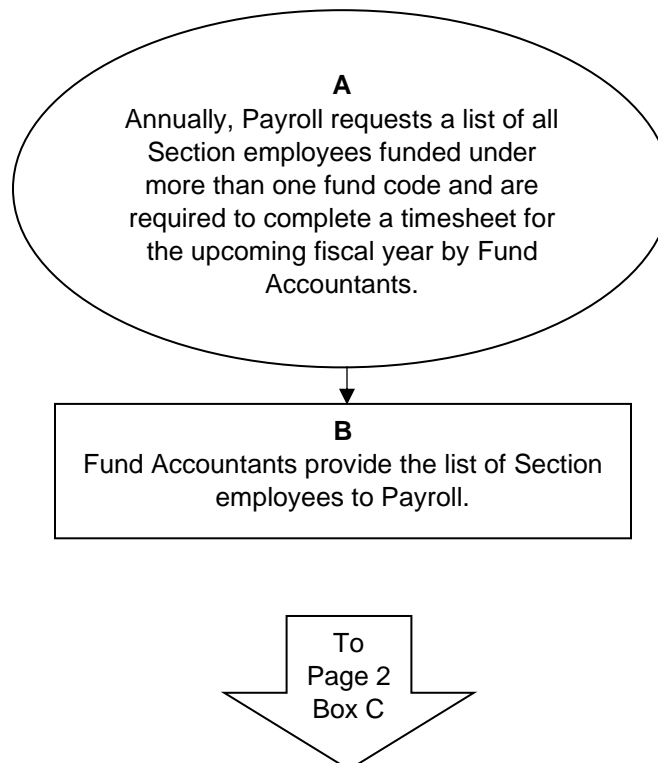 A
Annually, Payroll requests a list of all
Section employees funded under
more than one fund code and are
required to complete a timesheet for
the upcoming fiscal year by Fund
Accountants.
B
Fund Accountants provide the list of Section
employees to Payroll.
To
Page 2
Box C